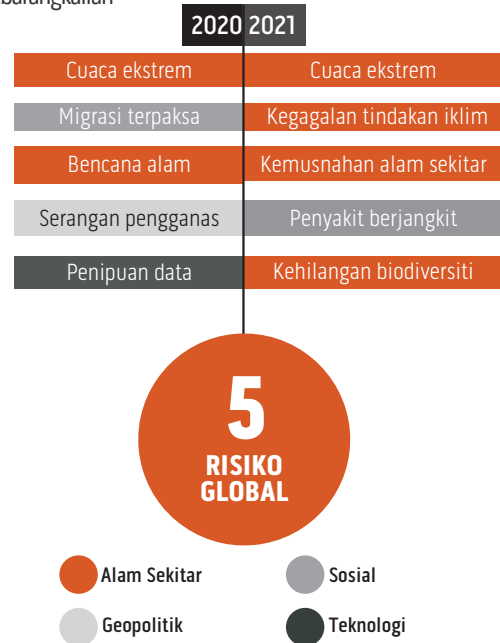 2020 2021
Cuaca ekstrem Cuaca ekstrem
Migrasi terpaksa Kegagalan tindakan iklim
Bencana alam Kemusnahan alam sekitar
Serangan pengganas Penyakit berjangkit
Penipuan data Kehilangan biodiversiti
5
RISIKO
GLOBAL
Alam Sekitar Sosial
Geopolitik Teknologi